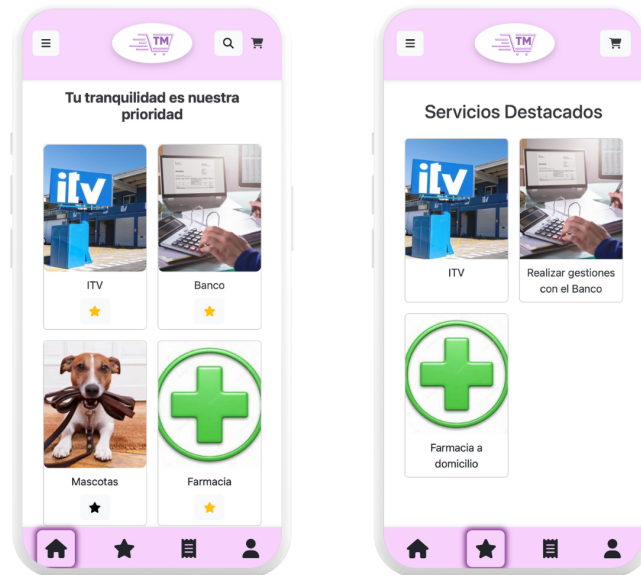 TM
Tu tranquilidad es nuestra
prioridad
itv
ITV
Banco
Mascotas
Farmacia
TM
Servicios Destacados
itv
ITV
Realizar gestiones
con el Banco
Farmacia a
domicilio